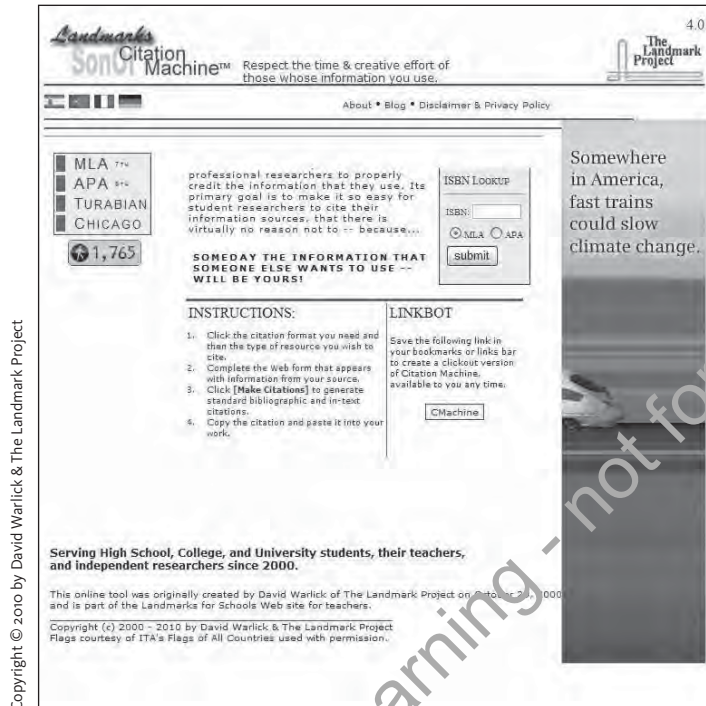 4.0
Landmarks
Son Of Citation
Machine™
Respect the time & creative effort of
those whose information you use.
The
Landmark
Project
About • Blog • Disclaimer & Privacy Policy
MLA
APA
TURABIAN
CHICAGO
1,765
professional researchers to properly
credit the information that they use. Its
primary goal is to make it so easy for
student researchers to cite their
information sources, that there is
virtually no reason not to -- because...
SOMEDAY THE INFORMATION THAT
SOMEONE ELSE WANTS TO USE --
WILL BE YOURS!
ISBN LOOKUP
ISBN:
MLA APA
submit
Somewhere
in America,
fast trains
could slow
climate change.
INSTRUCTIONS:
1. Click the citation format you need and
then the type of resource you wish to
cite.
2. Complete the Web form that appears
with information from your source.
3. Click [Make Citations] to generate
standard bibliographic and in-text
citations.
4. Copy the citation and paste it into your
work.
LINKBOT
Save the following link in
your bookmarks or links bar
to create a clickout version
of Citation Machine,
available to you any time.
CMachine
Serving High School, College, and University students, their teachers,
and independent researchers since 2000.
This online tool was originally created by David Warlick of The Landmark Project on October
and is part of the Landmarks for Schools Web site for teachers.
Copyright (c) 2000 - 2010 by David Warlick & The Landmark Project
Flags courtesy of ITA's Flags of All Countries used with permission.
Copyright © 2010 by David Warlick & The Landmark Project
arning - not fo